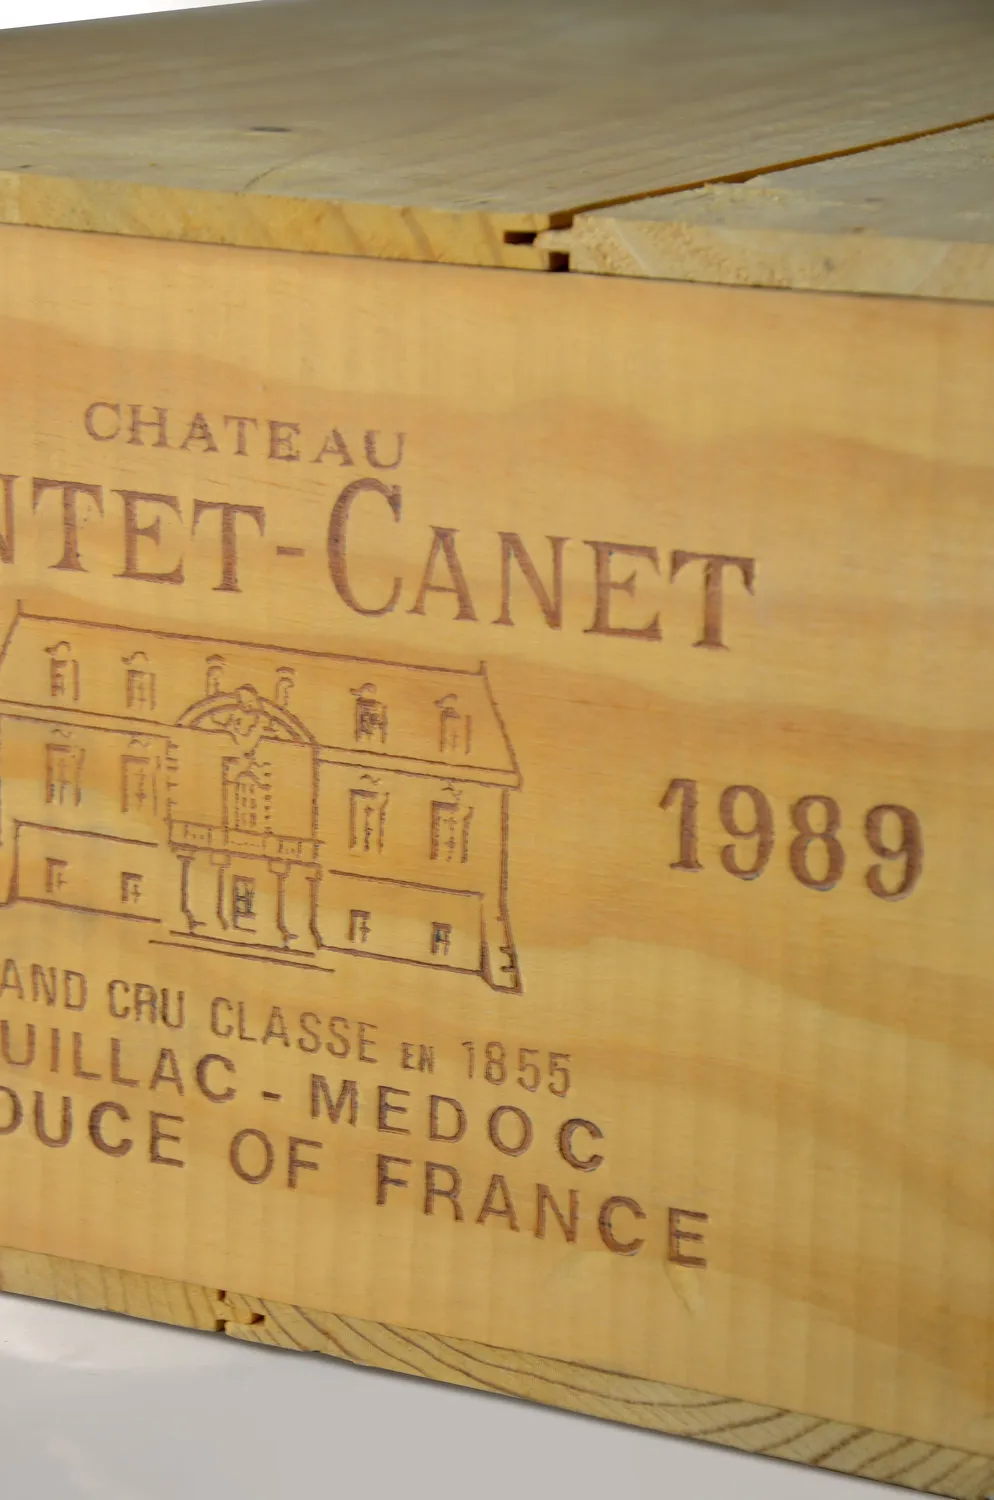 CHATEAU
NTET-CANET
1989
AND CRU CLASSE EN 1855
UILLAC - MEDOC
DUCE OF FRANCE